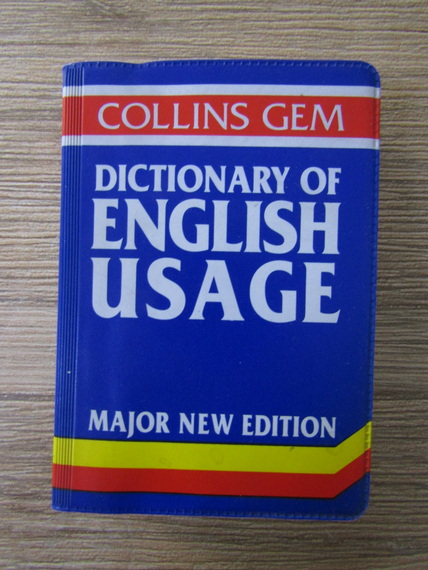 COLLINS GEM
DICTIONARY OF
ENGLISH
USAGE
MAJOR NEW EDITION